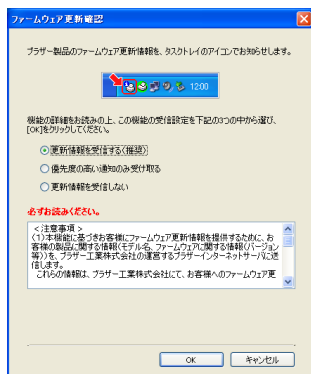 ファームウェア更新確認
ブラザー製品のファームウェア更新情報を、タスクトレイのアイコンでお知らせします。
12:00
機能の詳細をお読みの上、この機能の受信設定を下記の3つの中から選び、
[OK]をクリックしてください。
更新情報を受信する(推奨)
優先度の高い通知のみ受け取る
更新情報を受信しない
必ずお読みください。
＜注意事項＞
(1)本機能に基づきお客様にファームウェア更新情報を提供するために、お
客様の製品に関する情報(モデル名、ファームウェアに関する情報(バージョン
等))を、ブラザー工業株式会社の運営するブラザーインターネットサーバに送
信します。
これらの情報は、ブラザー工業株式会社にて、お客様へのファームウェア更
OK
キャンセル